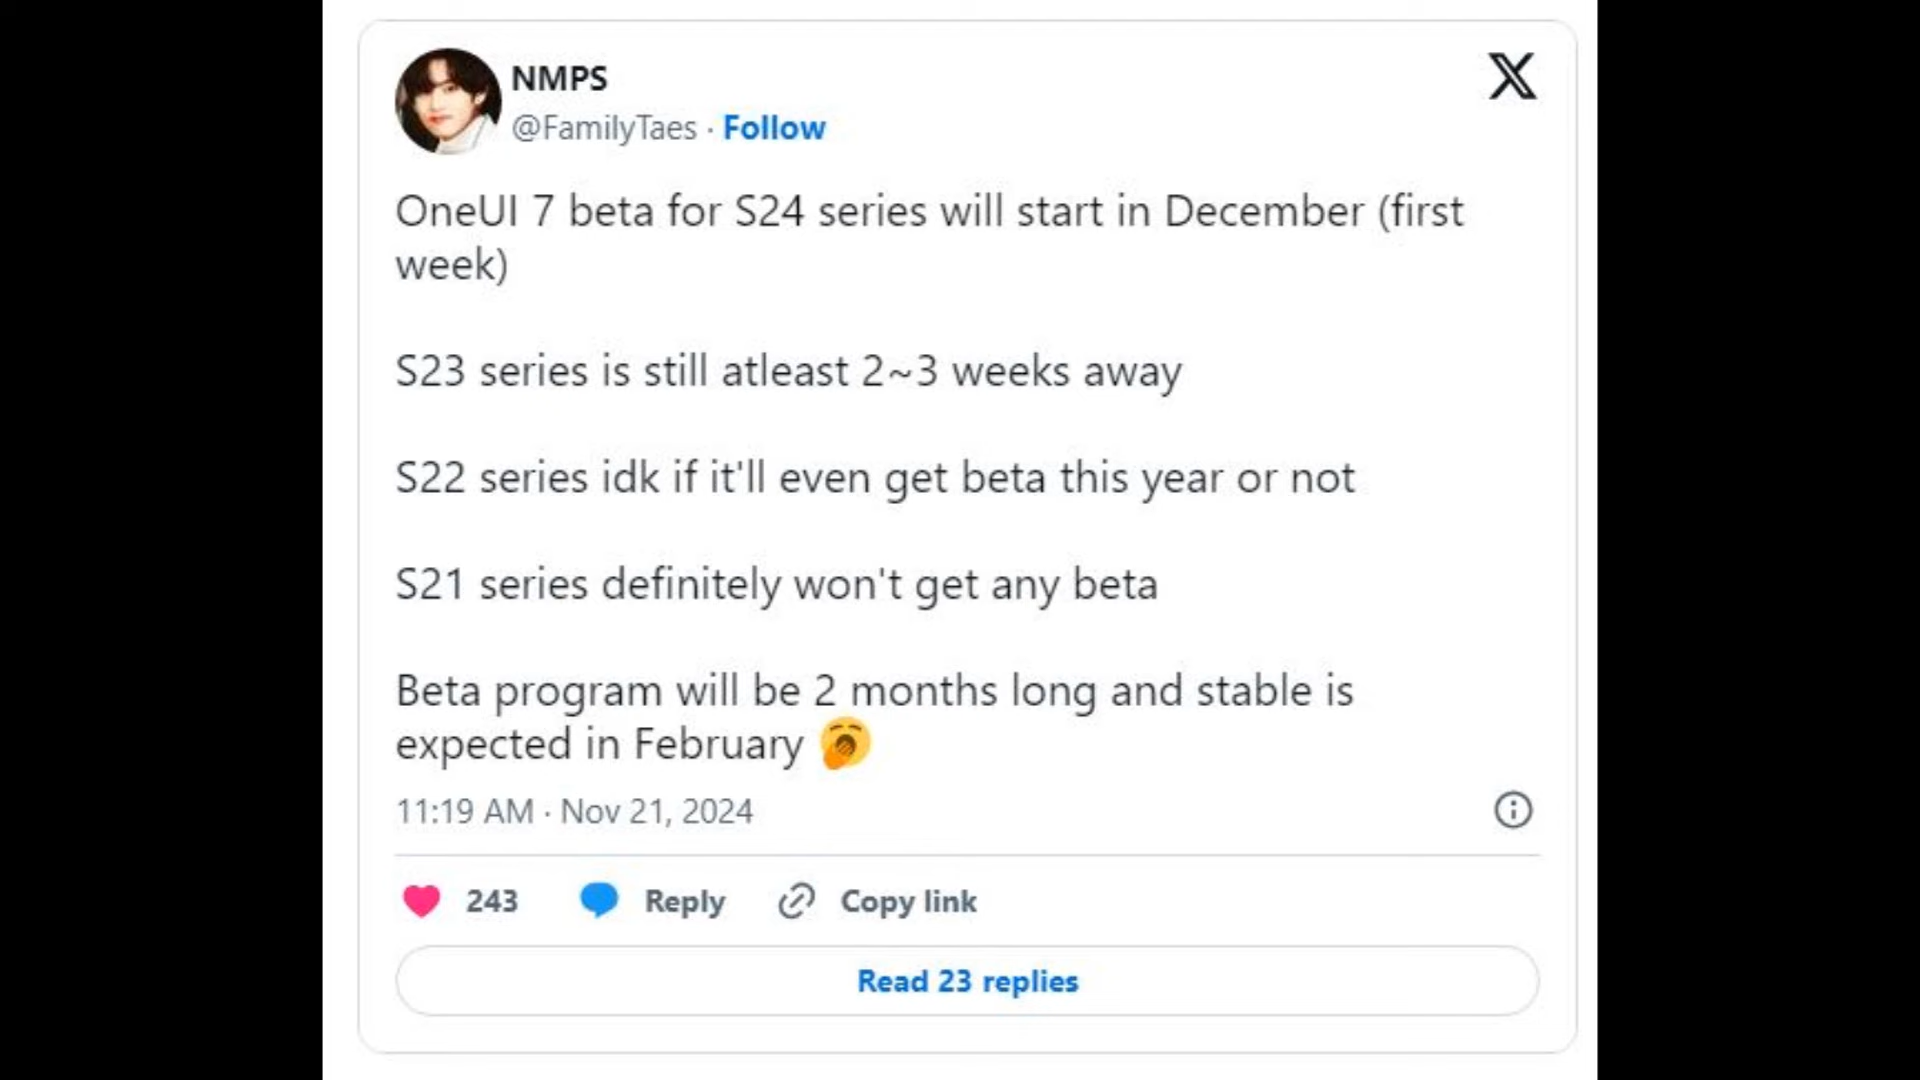 NMPS
@FamilyTaes · Follow
OneUI 7 beta for S24 series will start in December (first
week)
S23 series is still atleast 2~3 weeks away
S22 series idk if it'll even get beta this year or not
S21 series definitely won't get any beta
Beta program will be 2 months long and stable is
expected in February 🥱
11:19 AM · Nov 21, 2024
243 Reply Copy link
Read 23 replies